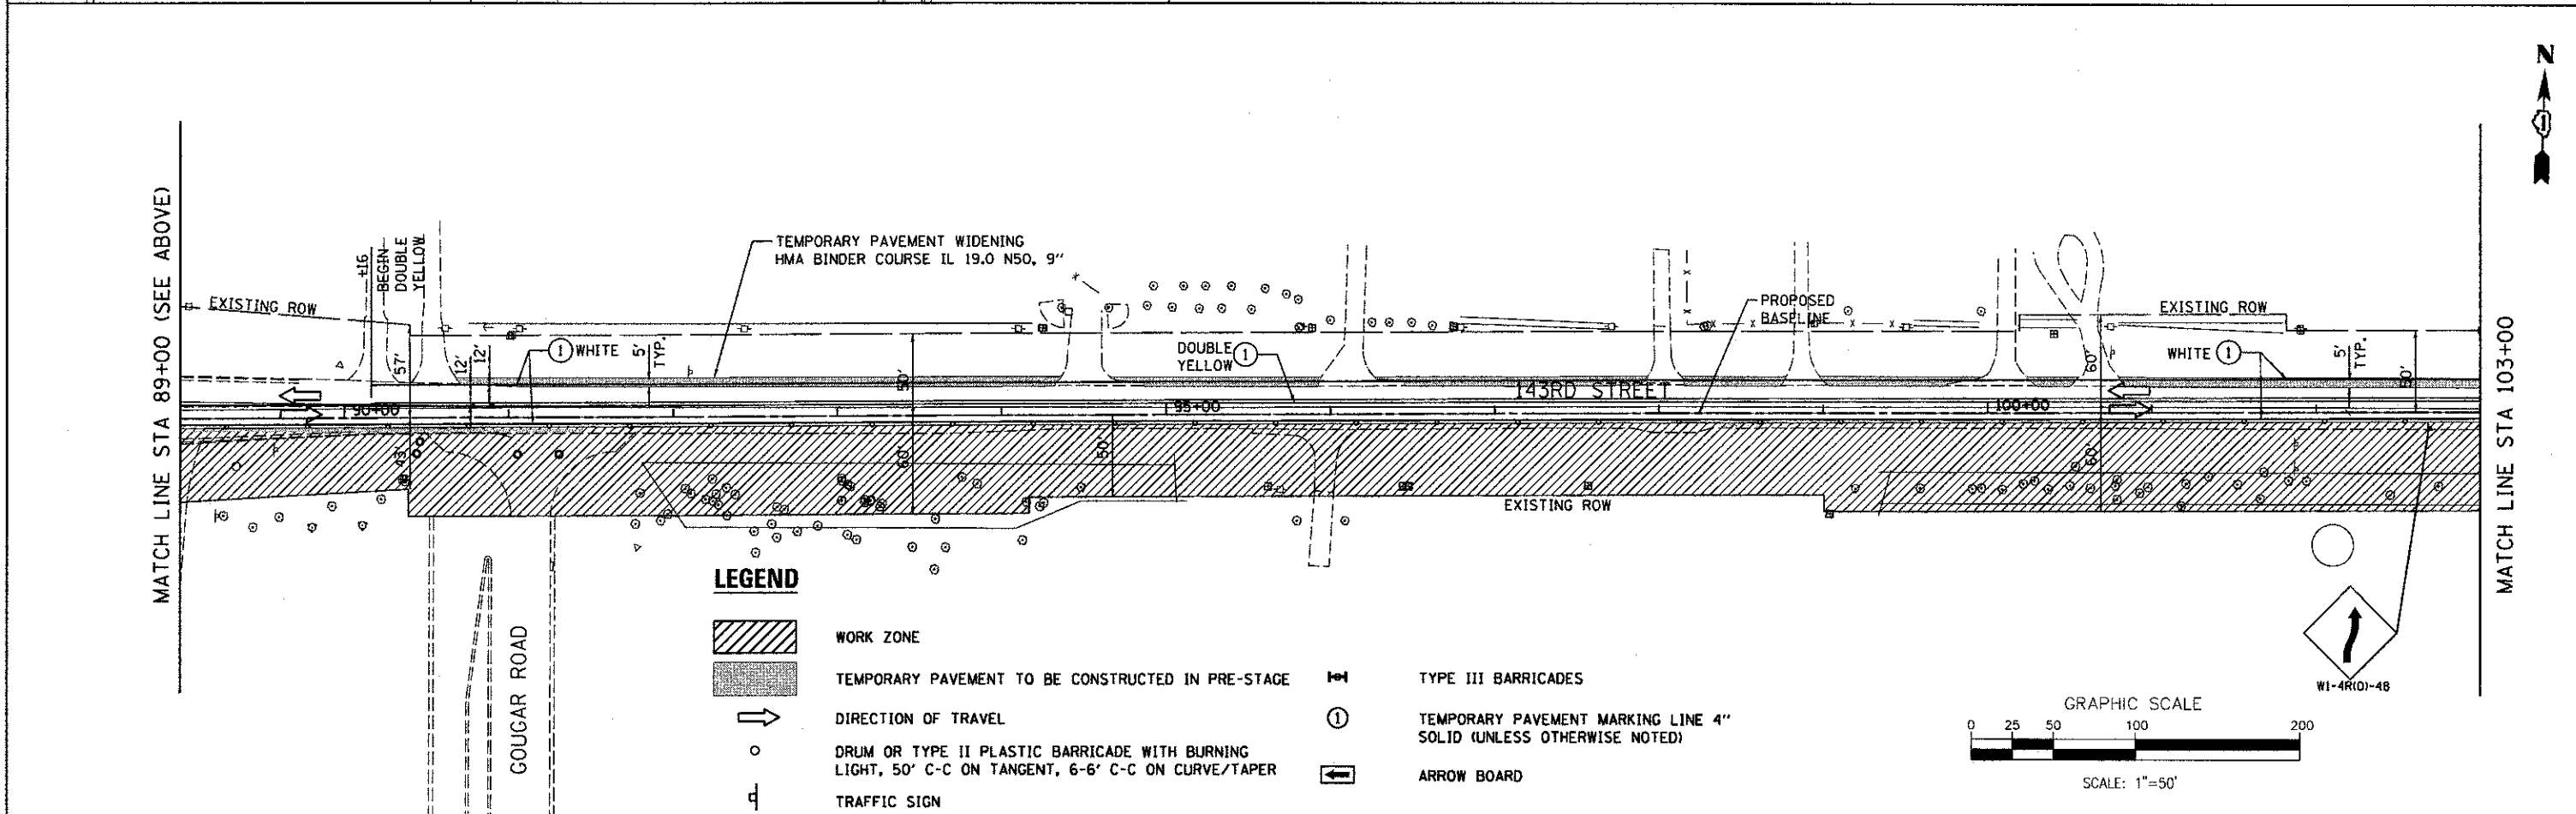 N
MATCH LINE STA 89+00 (SEE ABOVE)
EXISTING ROW
±16
BEGIN
DOUBLE
YELLOW
57'
12'
12'
1 WHITE
5'
TYP.
TEMPORARY PAVEMENT WIDENING
HMA BINDER COURSE IL 19.0 N50, 9"
50'
DOUBLE
YELLOW 1
143RD STREET
PROPOSED
BASELINE
EXISTING ROW
WHITE 1
60'
5'
TYP.
50'
90+00
95+00
100+00
43'
60'
50'
60'
EXISTING ROW
MATCH LINE STA 103+00
GOUGAR ROAD
W1-4R(O)-48
LEGEND
WORK ZONE
TEMPORARY PAVEMENT TO BE CONSTRUCTED IN PRE-STAGE
DIRECTION OF TRAVEL
DRUM OR TYPE II PLASTIC BARRICADE WITH BURNING
LIGHT, 50' C-C ON TANGENT, 6-6' C-C ON CURVE/TAPER
TRAFFIC SIGN
TYPE III BARRICADES
1 TEMPORARY PAVEMENT MARKING LINE 4"
SOLID (UNLESS OTHERWISE NOTED)
ARROW BOARD
GRAPHIC SCALE
0 25 50 100 200
SCALE: 1"=50'